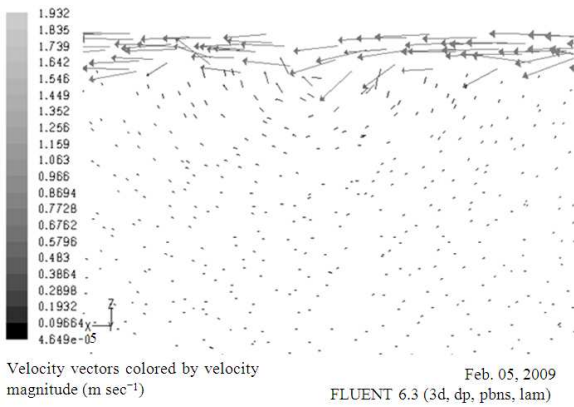 1.932
1.835
1.739
1.642
1.546
1.449
1.352
1.256
1.159
1.063
0.966
0.8694
0.7728
0.6762
0.5796
0.483
0.3864
0.2898
0.1932
0.09664
4.649e-05
Z
X
Velocity vectors colored by velocity
magnitude (m sec⁻¹)
Feb. 05, 2009
FLUENT 6.3 (3d, dp, pbns, lam)